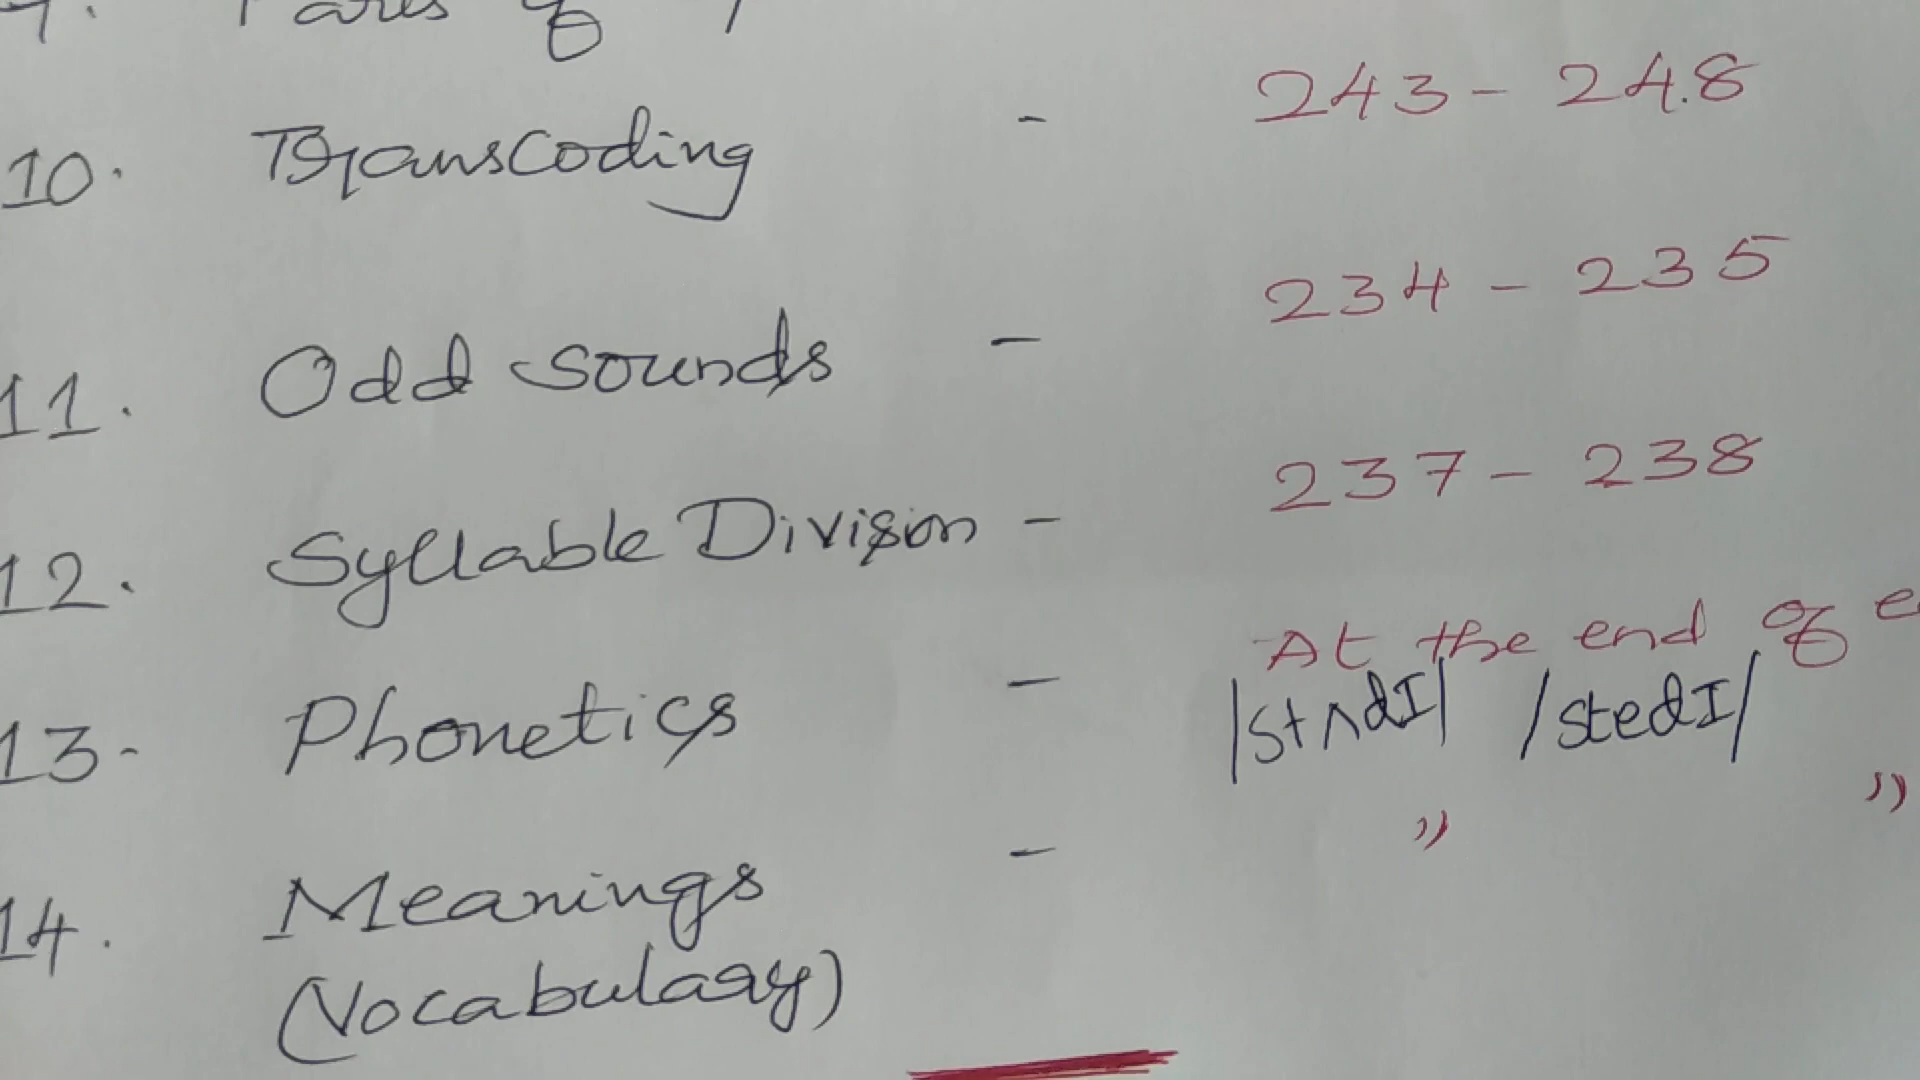 10. Transcoding - 243 - 248
11. Odd sounds - 234 - 235
12. Syllable Division - 237 - 238
13. Phonetics - At the end of
|stʌdI| /stedI/
14. Meanings - " "
(Vocabulary)